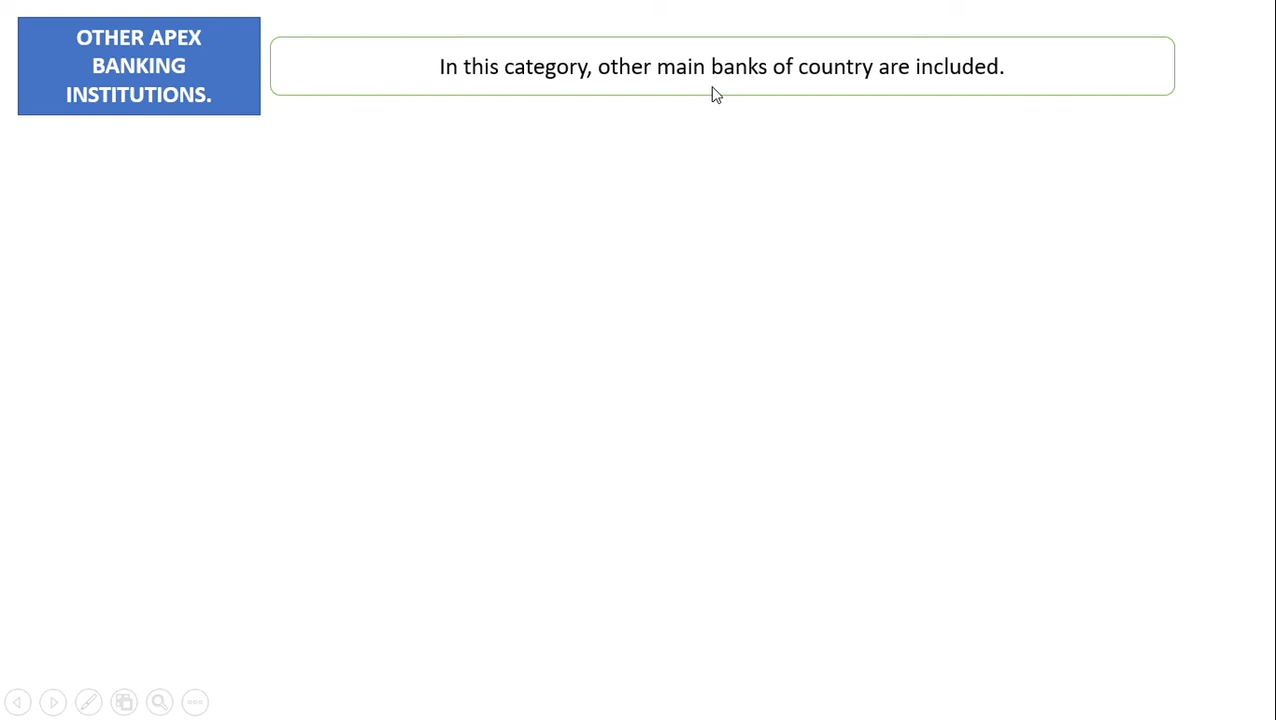 OTHER APEX
BANKING
INSTITUTIONS.
In this category, other main banks of country are included.